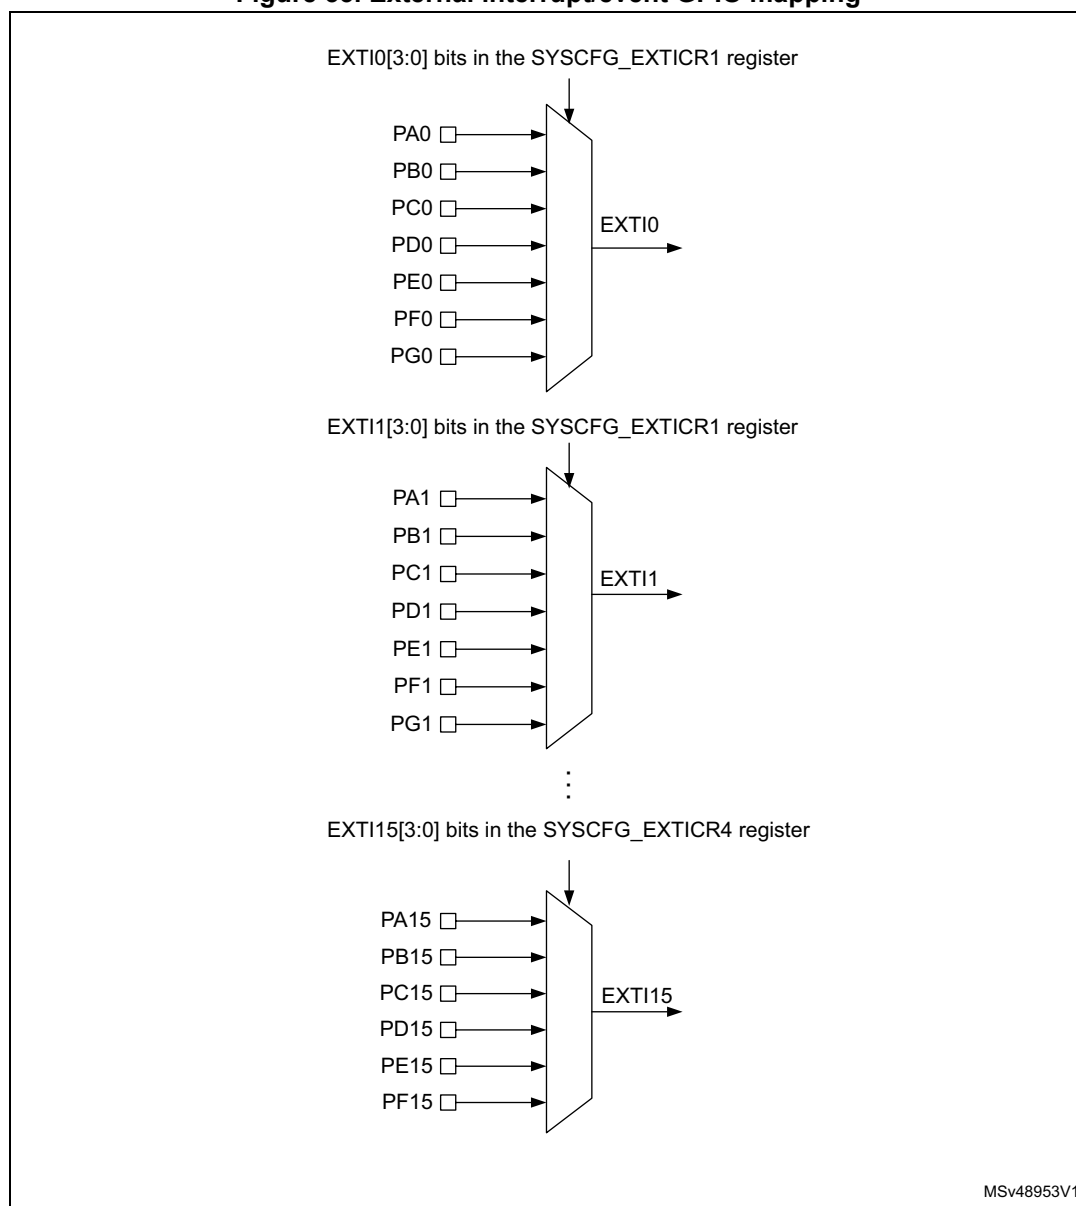 EXTI0[3:0] bits in the SYSCFG_EXTICR1 register
PA0
PB0
PC0
PD0
PE0
PF0
PG0
EXTI0
EXTI1[3:0] bits in the SYSCFG_EXTICR1 register
PA1
PB1
PC1
PD1
PE1
PF1
PG1
EXTI1
EXTI15[3:0] bits in the SYSCFG_EXTICR4 register
PA15
PB15
PC15
PD15
PE15
PF15
EXTI15
MSv48953V1